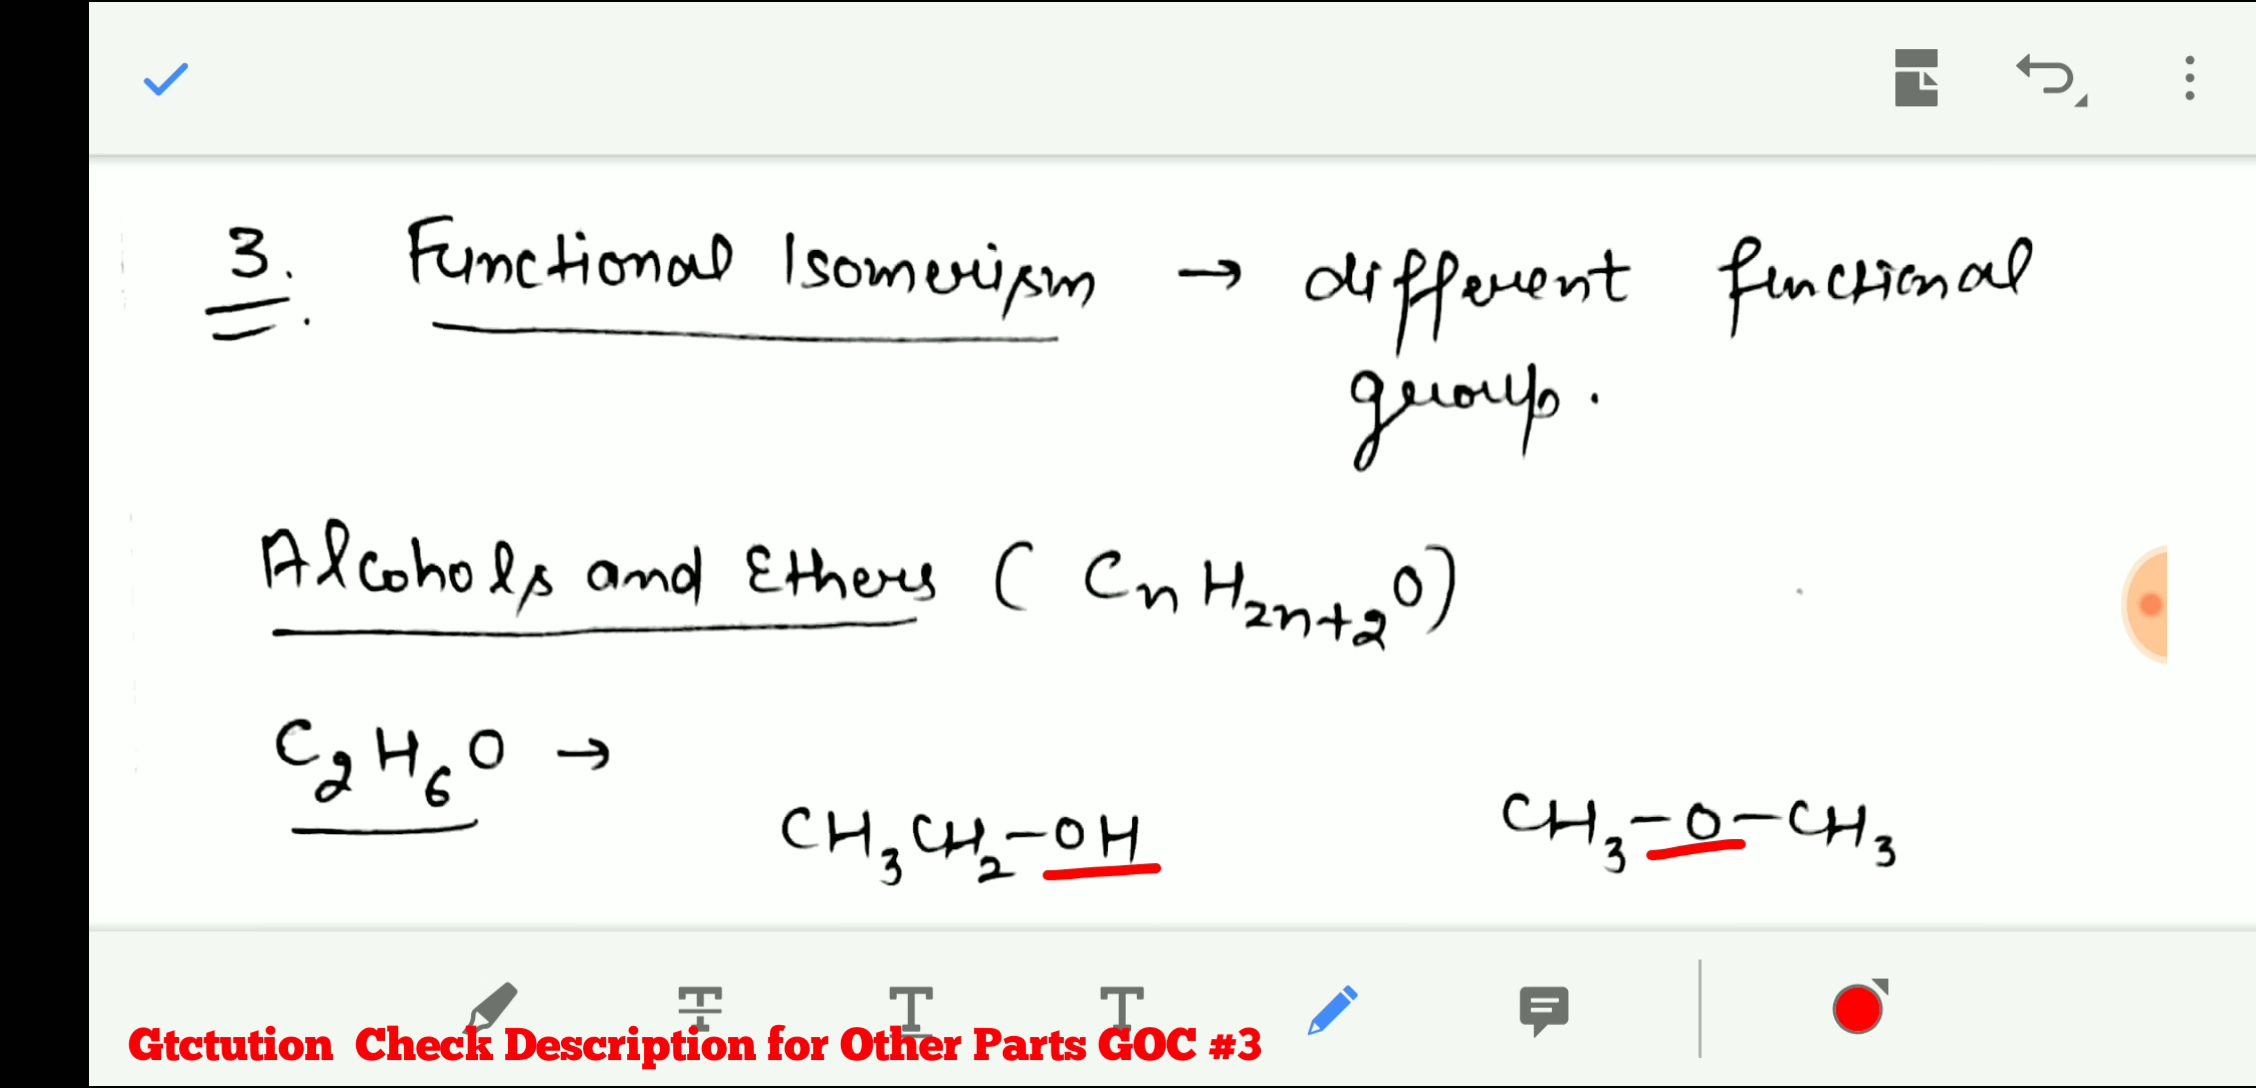 3. Functional Isomerism → different functional
group.
Alcohols and Ethers ( CnH2n+2O)
C2H6O →
CH3CH2-OH CH3-O-CH3
Gtctution Check Description for Other Parts GOC #3